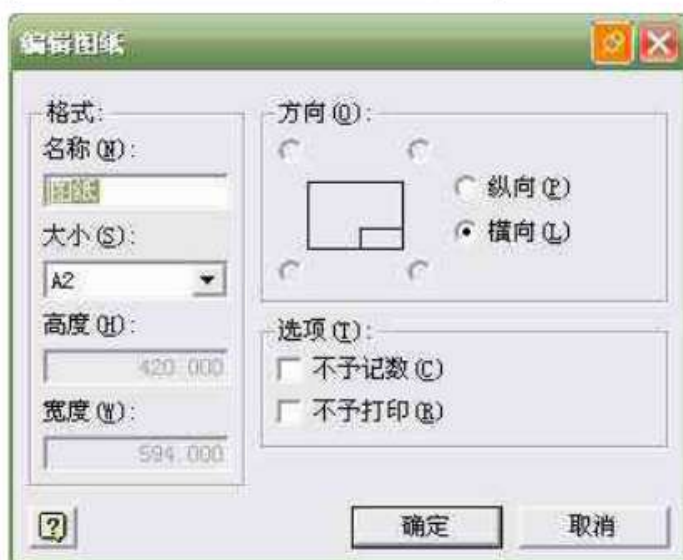 编辑图纸
格式:
名称(N):
图纸
大小(S):
A2
高度(H):
420.000
宽度(W):
594.000
方向(O):
纵向(P)
横向(L)
选项(T):
不予记数(C)
不予打印(R)
确定
取消